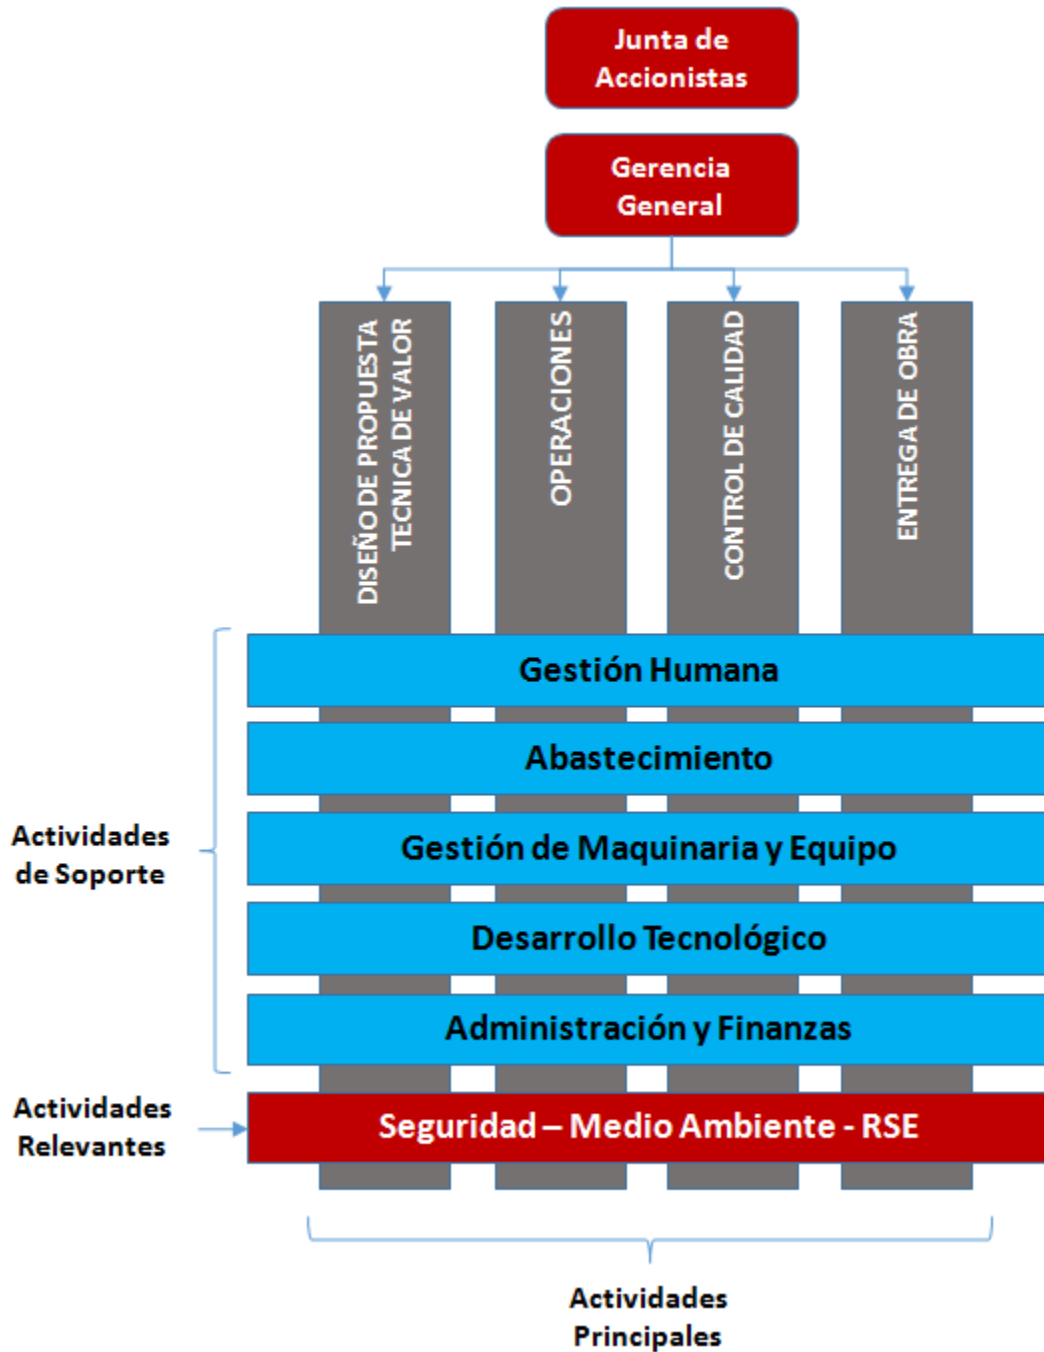 Junta de
Accionistas
Gerencia
General
DISEÑO DE PROPUESTA
TECNICA DE VALOR
OPERACIONES
CONTROL DE CALIDAD
ENTREGA DE OBRA
Gestión Humana
Abastecimiento
Gestión de Maquinaria y Equipo
Desarrollo Tecnológico
Administración y Finanzas
Actividades
de Soporte
Actividades
Relevantes
Seguridad – Medio Ambiente - RSE
Actividades
Principales